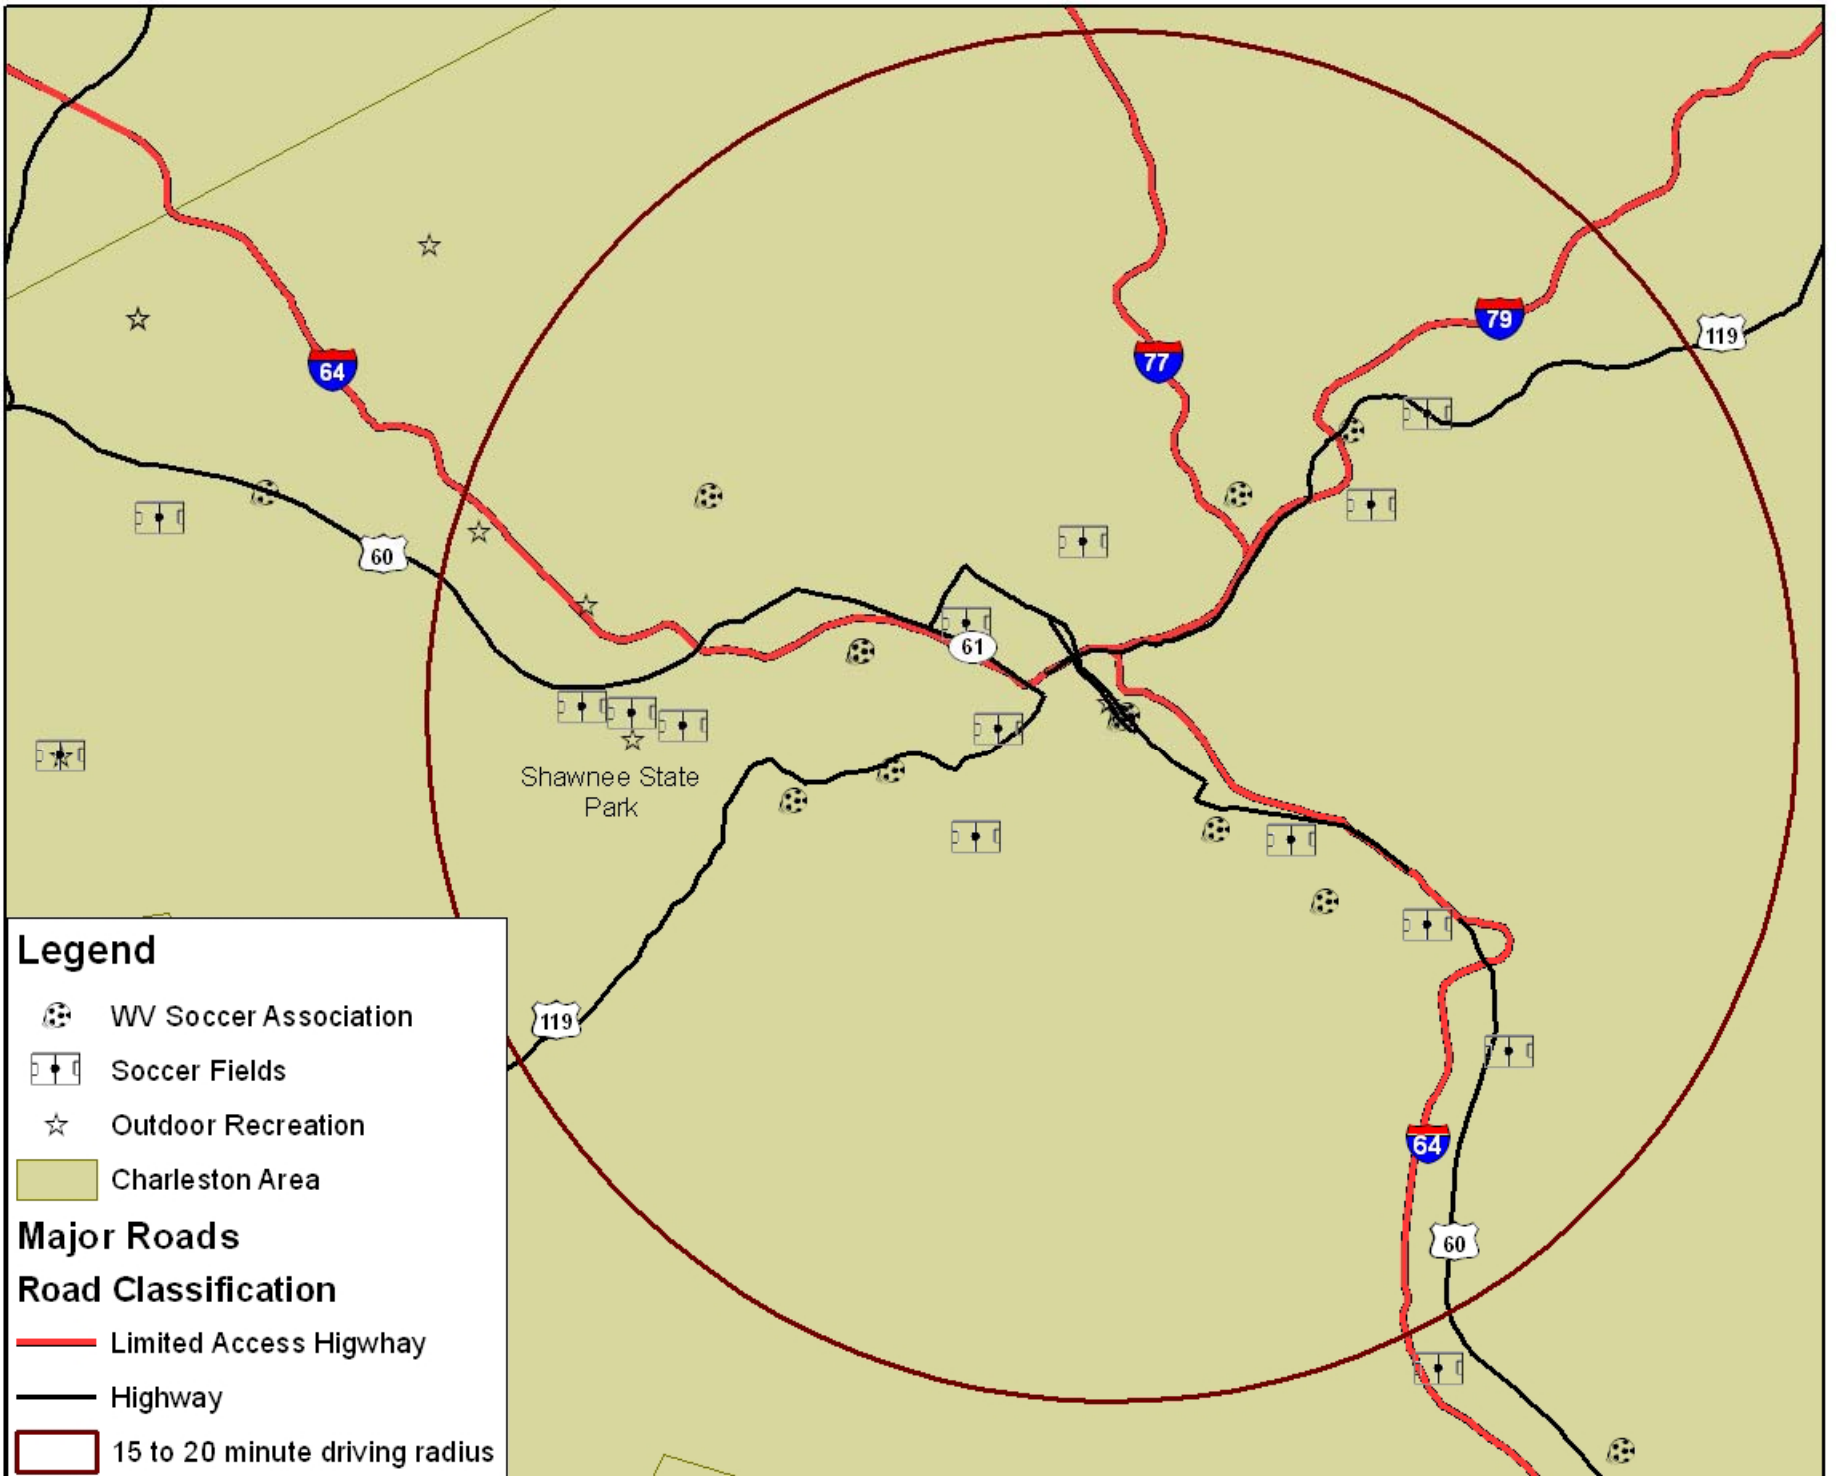 79
119
77
64
60
61
Shawnee State
Park
119
64
60
Legend
WV Soccer Association
Soccer Fields
Outdoor Recreation
Charleston Area
Major Roads
Road Classification
Limited Access Higwhay
Highway
15 to 20 minute driving radius